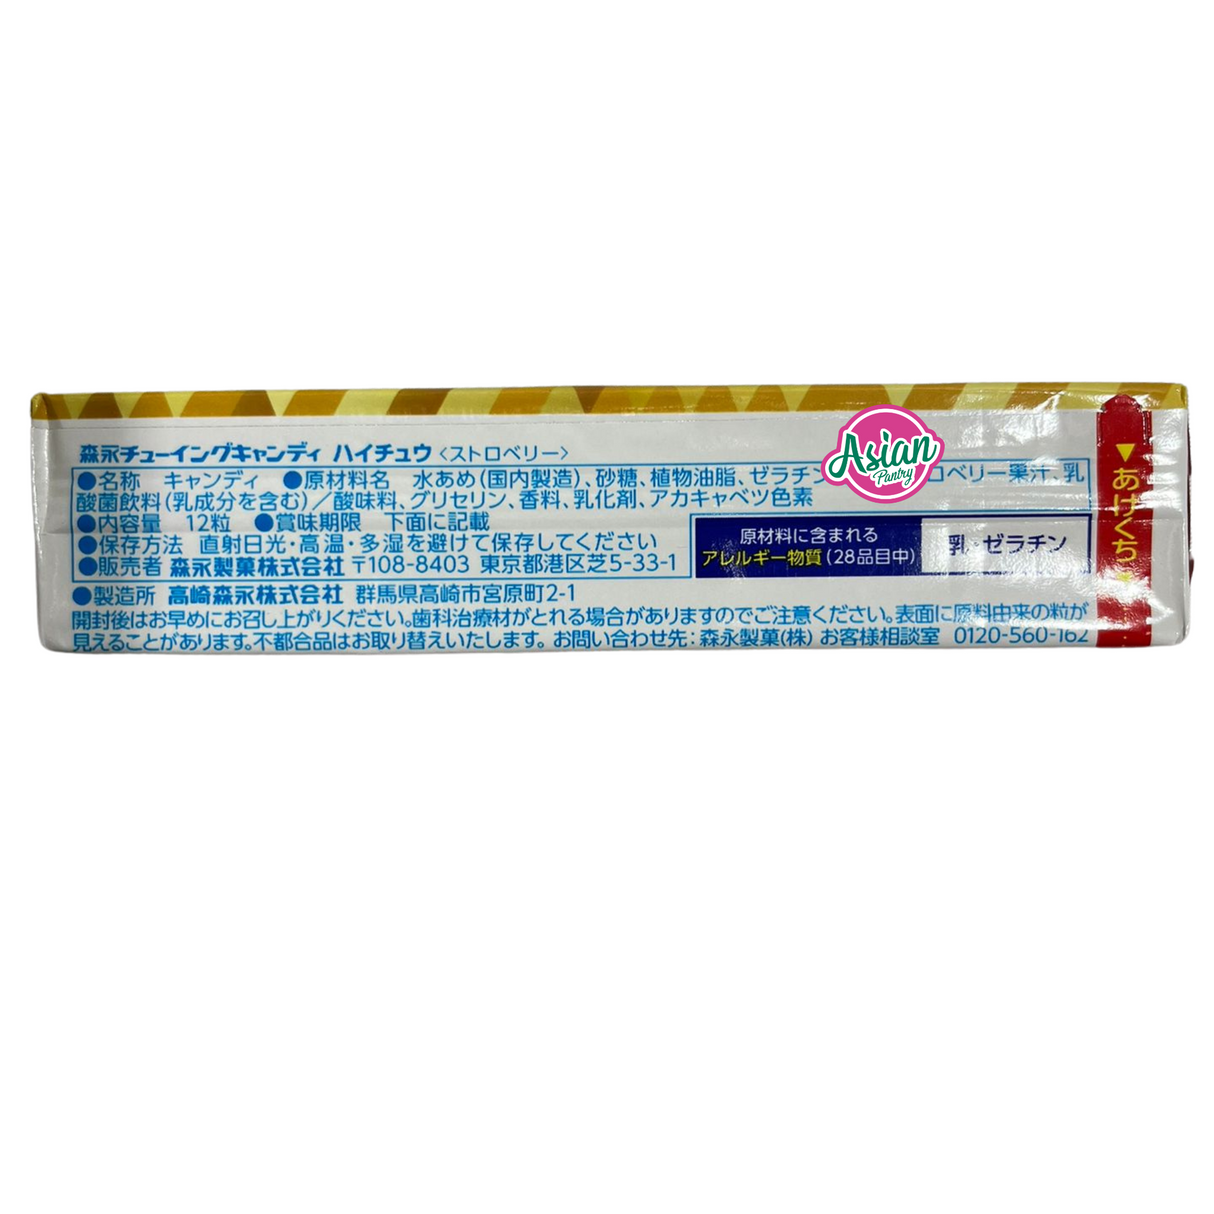 森永チューイングキャンディ ハイチュウ〈ストロベリー〉
●名称 キャンディ ●原材料名 水あめ(国内製造)、砂糖、植物油脂、ゼラチン ロベリー果汁、乳
酸菌飲料(乳成分を含む)/酸味料、グリセリン、香料、乳化剤、アカキャベツ色素
●内容量 12粒 ●賞味期限 下面に記載
●保存方法 直射日光・高温・多湿を避けて保存してください
●販売者 森永製菓株式会社 〒108-8403 東京都港区芝5-33-1
原材料に含まれる
アレルギー物質(28品目中)
乳・ゼラチン
●製造所 高崎森永株式会社 群馬県高崎市宮原町2-1
開封後はお早めにお召し上がりください。歯科治療材がとれる場合がありますのでご注意ください。表面に原料由来の粒が
見えることがあります。不都合品はお取り替えいたします。 お問い合わせ先:森永製菓(株) お客様相談室 0120-560-162
▼あけくち▼
Asian
Pantry